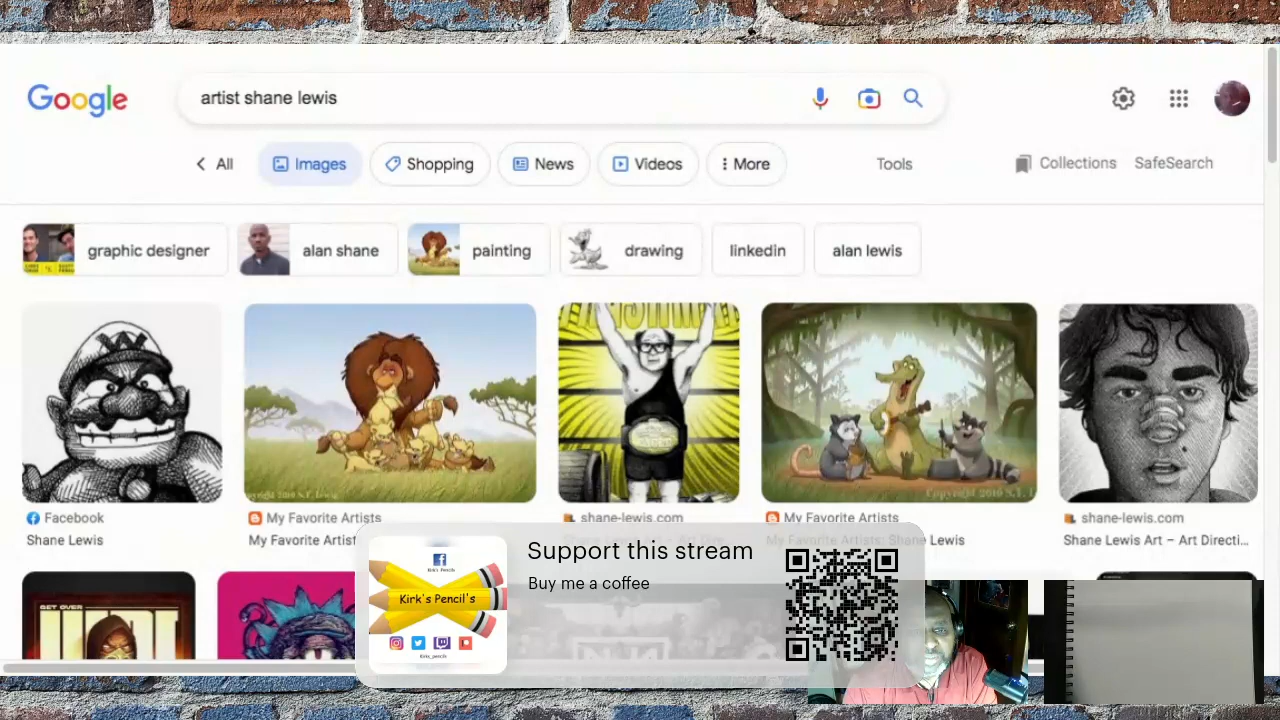 Google
artist shane lewis
All
Images
Shopping
News
Videos
More
Tools
Collections
SafeSearch
graphic designer
alan shane
painting
drawing
linkedin
alan lewis
Facebook
Shane Lewis
My Favorite Artists
My Favorite Artist
shane-lewis.com
My Favorite Artists
My Favorite Artists: Shane Lewis
shane-lewis.com
Shane Lewis Art – Art Directi...
GET OVER
Kirk's Pencil's
Support this stream
Buy me a coffee